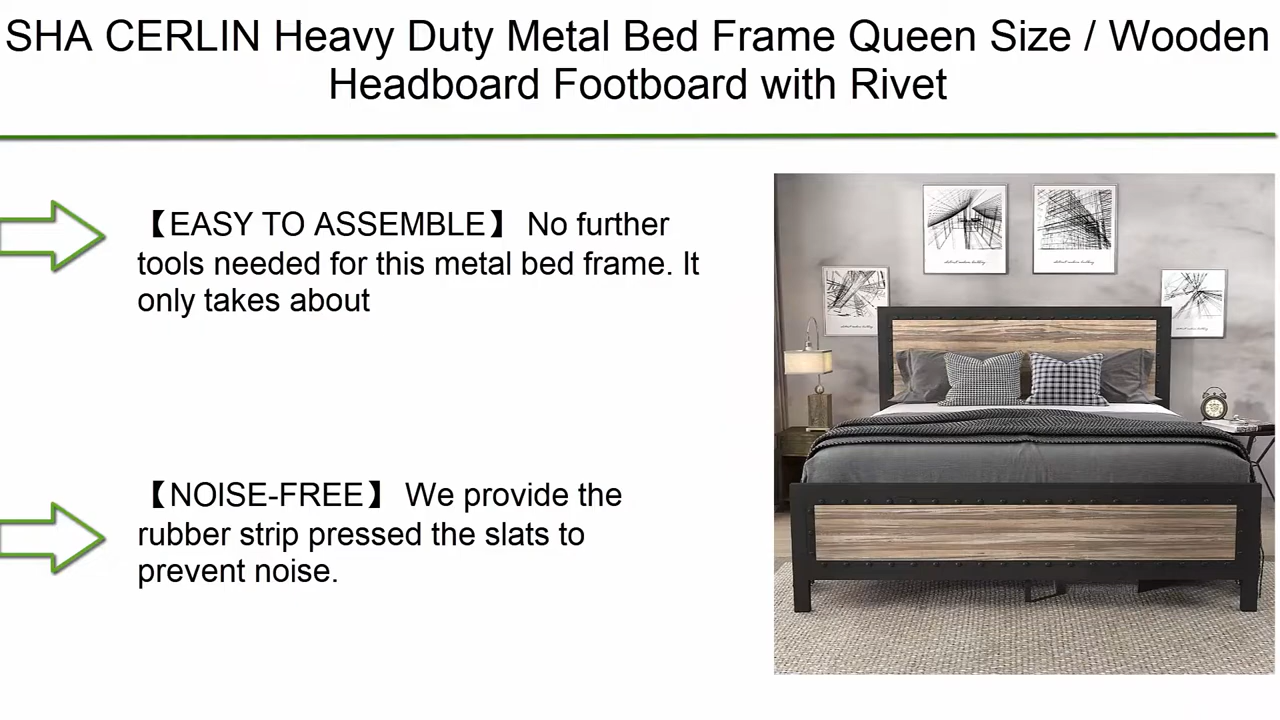 SHA CERLIN Heavy Duty Metal Bed Frame Queen Size / Wooden
Headboard Footboard with Rivet
【EASY TO ASSEMBLE】 No further
tools needed for this metal bed frame. It
only takes about
【NOISE-FREE】 We provide the
rubber strip pressed the slats to
prevent noise.